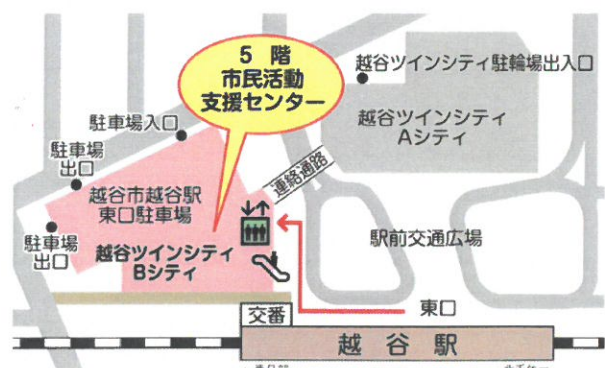 5 階
市民活動
支援センター
越谷ツインシティ駐輪場出入口
越谷ツインシティ
Aシティ
駐車場入口
駐車場
出口
連絡通路
越谷市越谷駅
東口駐車場
駅前交通広場
駐車場
出口
越谷ツインシティ
Bシティ
交番
東口
越谷駅